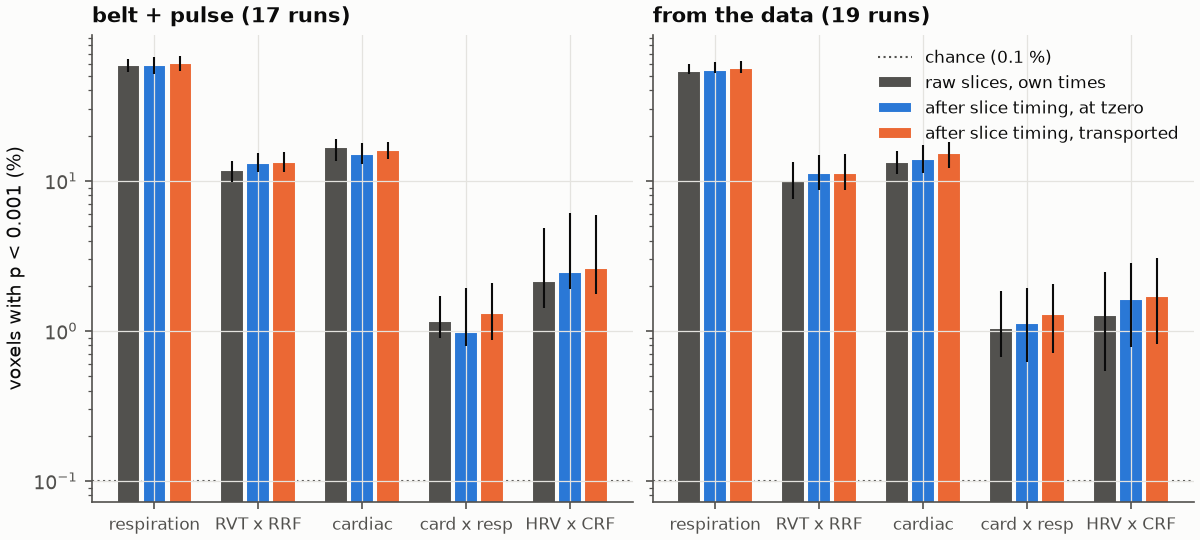 belt + pulse (17 runs)
from the data (19 runs)
voxels with p < 0.001 (%)
10¹
10⁰
10⁻¹
chance (0.1 %)
raw slices, own times
after slice timing, at tzero
after slice timing, transported
respiration RVT x RRF cardiac card x resp HRV x CRF
respiration RVT x RRF cardiac card x resp HRV x CRF